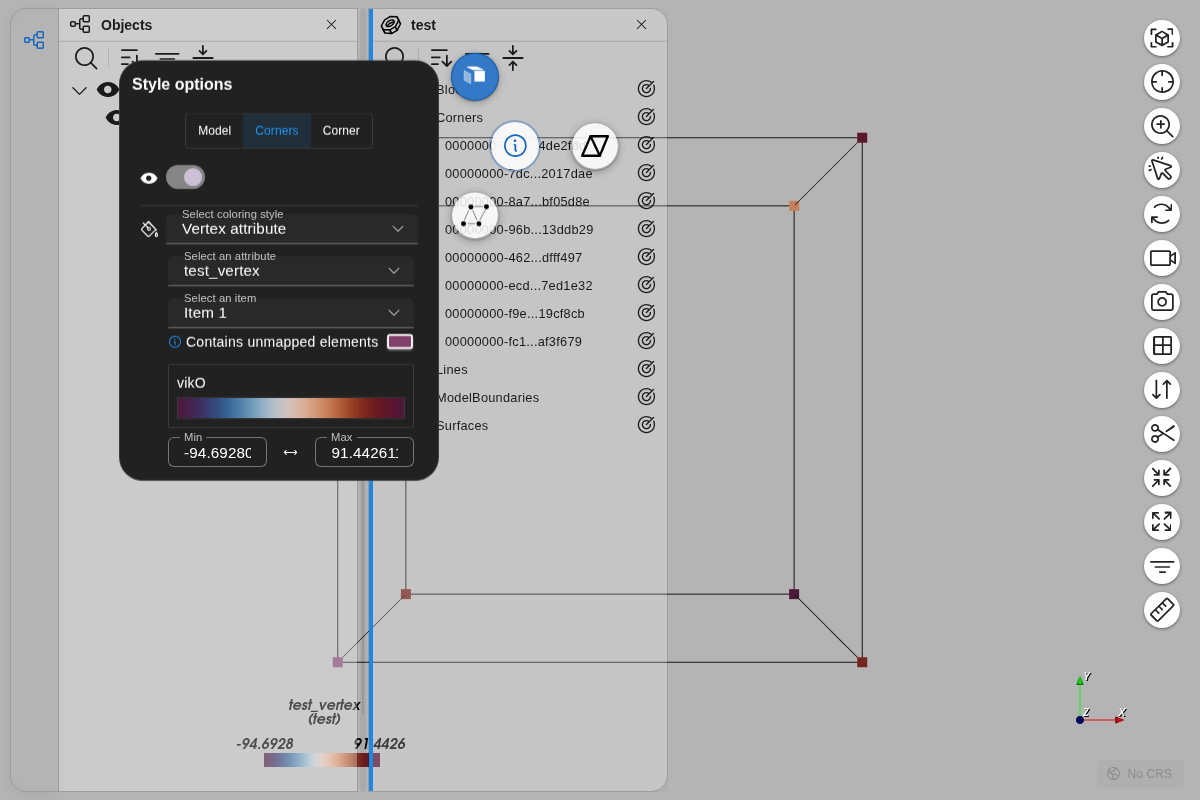 Objects
test
Style options
Model
Corners
Corner
Select coloring style
Vertex attribute
Select an attribute
test_vertex
Select an item
Item 1
Contains unmapped elements
vikO
Min
Max
-94.6928
91.44261
Corners
00000000-7dc...2017dae
00000000-8a7...bf05d8e
00000000-96b...13ddb29
00000000-462...dfff497
00000000-ecd...7ed1e32
00000000-f9e...19cf8cb
00000000-fc1...af3f679
Lines
ModelBoundaries
Surfaces
test_vertex
(test)
-94.6928
91.4426
Y
Z
X
No CRS